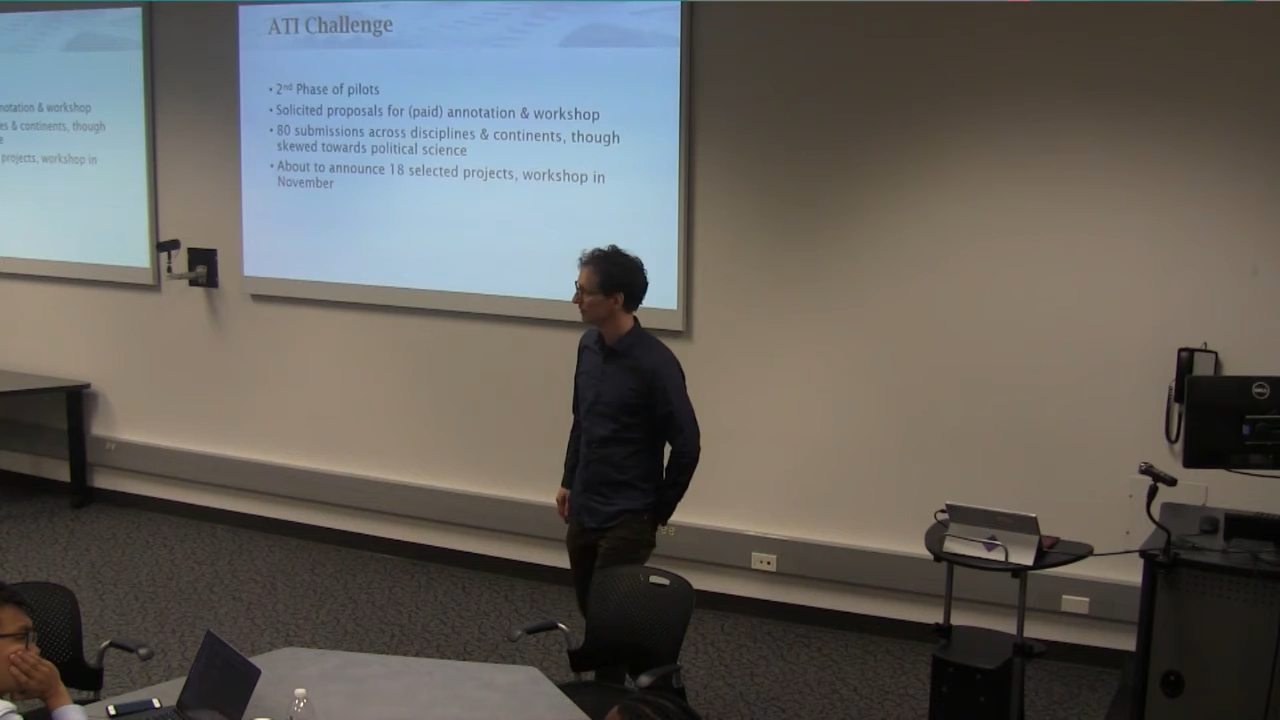 ATI Challenge
• 2nd Phase of pilots
• Solicited proposals for (paid) annotation & workshop
• 80 submissions across disciplines & continents, though
skewed towards political science
• About to announce 18 selected projects, workshop in
November
notation & workshop
es & continents, though
e
projects, workshop in
DELL